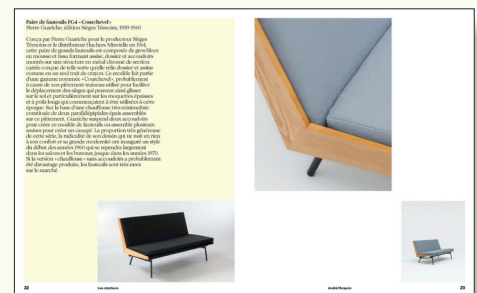 Paire de fauteuils FG4 « Courchevel »
Pierre Guariche, édition Sièges Témoins, 1959-1960
Conçu par Pierre Guariche pour le producteur Sièges
Témoins et le distributeur Huchers-Minvielle en 1961,
cette paire de grands fauteuils est composée de gros blocs
en mousse et tissu formant assise, dossier et accoudoirs
montés sur une structure en métal chromé de section
carrée conçue de telle sorte qu'elle relie dossier et assise
comme en un seul trait de crayon. Ce modèle fait partie
d'une gamme nommée « Courchevel », probablement
à cause de son piètement traineau utilisé pour faciliter
le déplacement des sièges qui peuvent ainsi glisser
sur le sol et particulièrement sur les moquettes épaisses
et à poils longs qui commençaient à être utilisées à cette
époque. Sur la base d'une chauffeuse très minimaliste
constituée de deux parallélépipèdes épais assemblés
sur ce piètement, Guariche suspend deux accoudoirs
pour créer ce modèle de fauteuils ou assemble plusieurs
assises pour créer un canapé. La proportion très généreuse
de cette série, la radicalité de son dessin qui ne nuit en rien
à son confort et sa grande modernité ont inauguré un style
du début des années 1960 qui se répandra largement
dans les salons et les bureaux jusque dans les années 1970.
Si la version « chauffeuse » sans accoudoirs a probablement
été davantage produite, les fauteuils sont très rares
sur le marché.
22
Les créateurs
André Monpoix
23